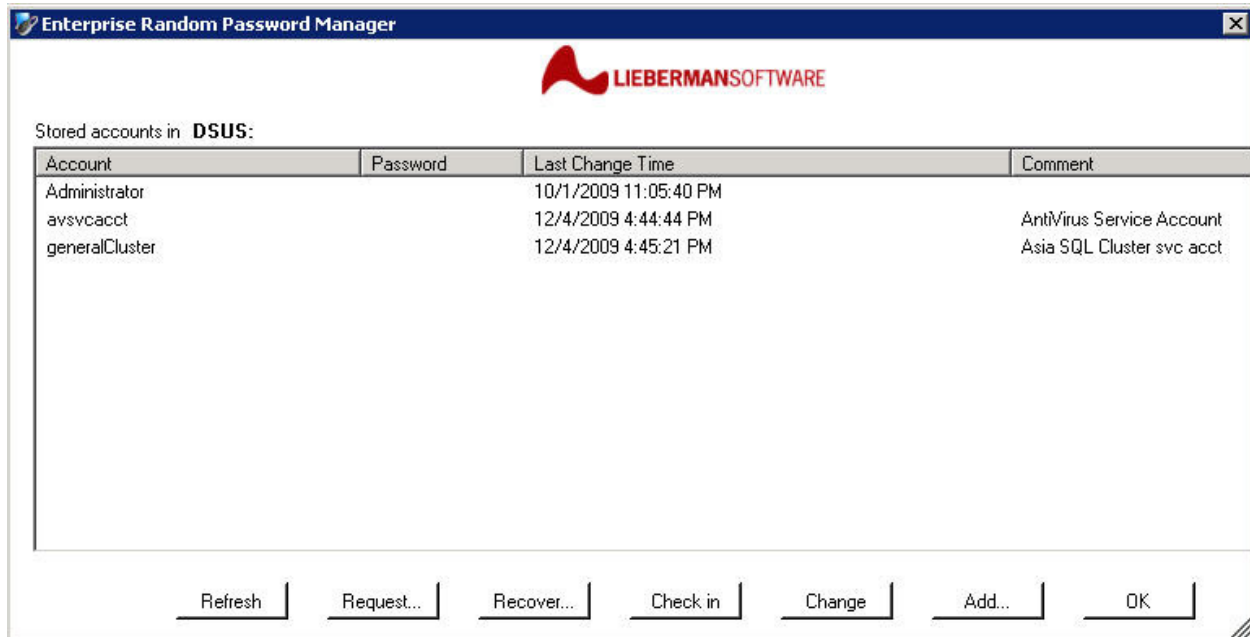 Enterprise Random Password Manager
LIEBERMANSOFTWARE
Stored accounts in DSUS:
Account Password Last Change Time Comment
Administrator 10/1/2009 11:05:40 PM
avsvcacct 12/4/2009 4:44:44 PM AntiVirus Service Account
generalCluster 12/4/2009 4:45:21 PM Asia SQL Cluster svc acct
Refresh Request... Recover... Check in Change Add... OK